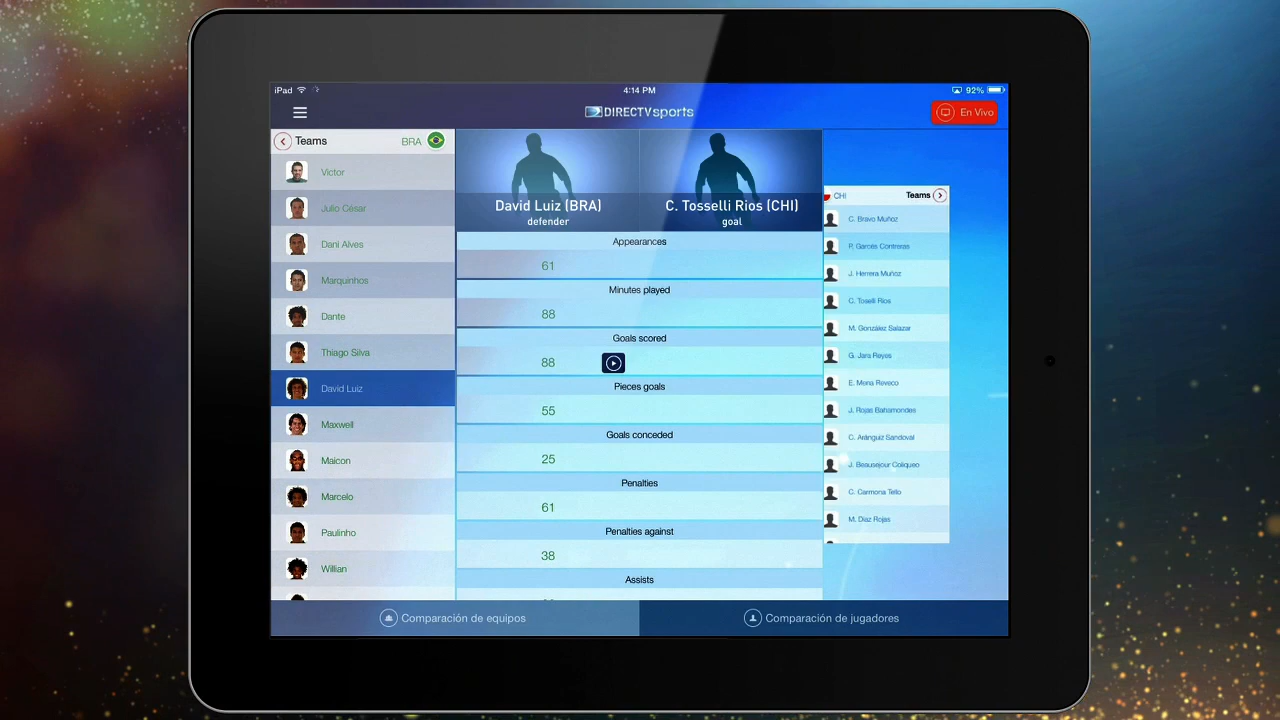 iPad
4:14 PM
92%
DIRECTV sports
En Vivo
Teams
BRA
Victor
Julio César
Dani Alves
Marquinhos
Dante
Thiago Silva
David Luiz
Maxwell
Maicon
Marcelo
Paulinho
Willian
David Luiz (BRA)
defender
C. Tosselli Rios (CHI)
goal
Appearances
61
Minutes played
88
Goals scored
88
Pieces goals
55
Goals conceded
25
Penalties
61
Penalties against
38
Assists
CHI
Teams
C. Bravo Muñoz
P. Garcés Contreras
J. Herrera Muñoz
C. Toselli Rios
M. González Salazar
G. Jara Reyes
E. Mena Reveco
J. Rojas Bahamondes
C. Aránguiz Sandoval
J. Beausejour Coliqueo
C. Carmona Tello
M. Díaz Rojas
Comparación de equipos
Comparación de jugadores